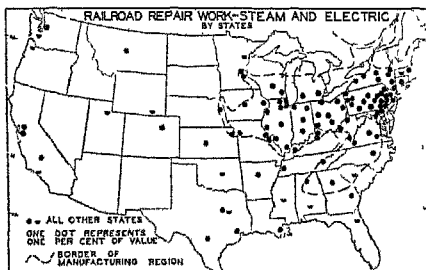 RAILROAD REPAIR WORK-STEAM AND ELECTRIC
BY STATES
ALL OTHER STATES
ONE DOT REPRESENTS
ONE PER CENT OF VALUE
BORDER OF
MANUFACTURING REGION